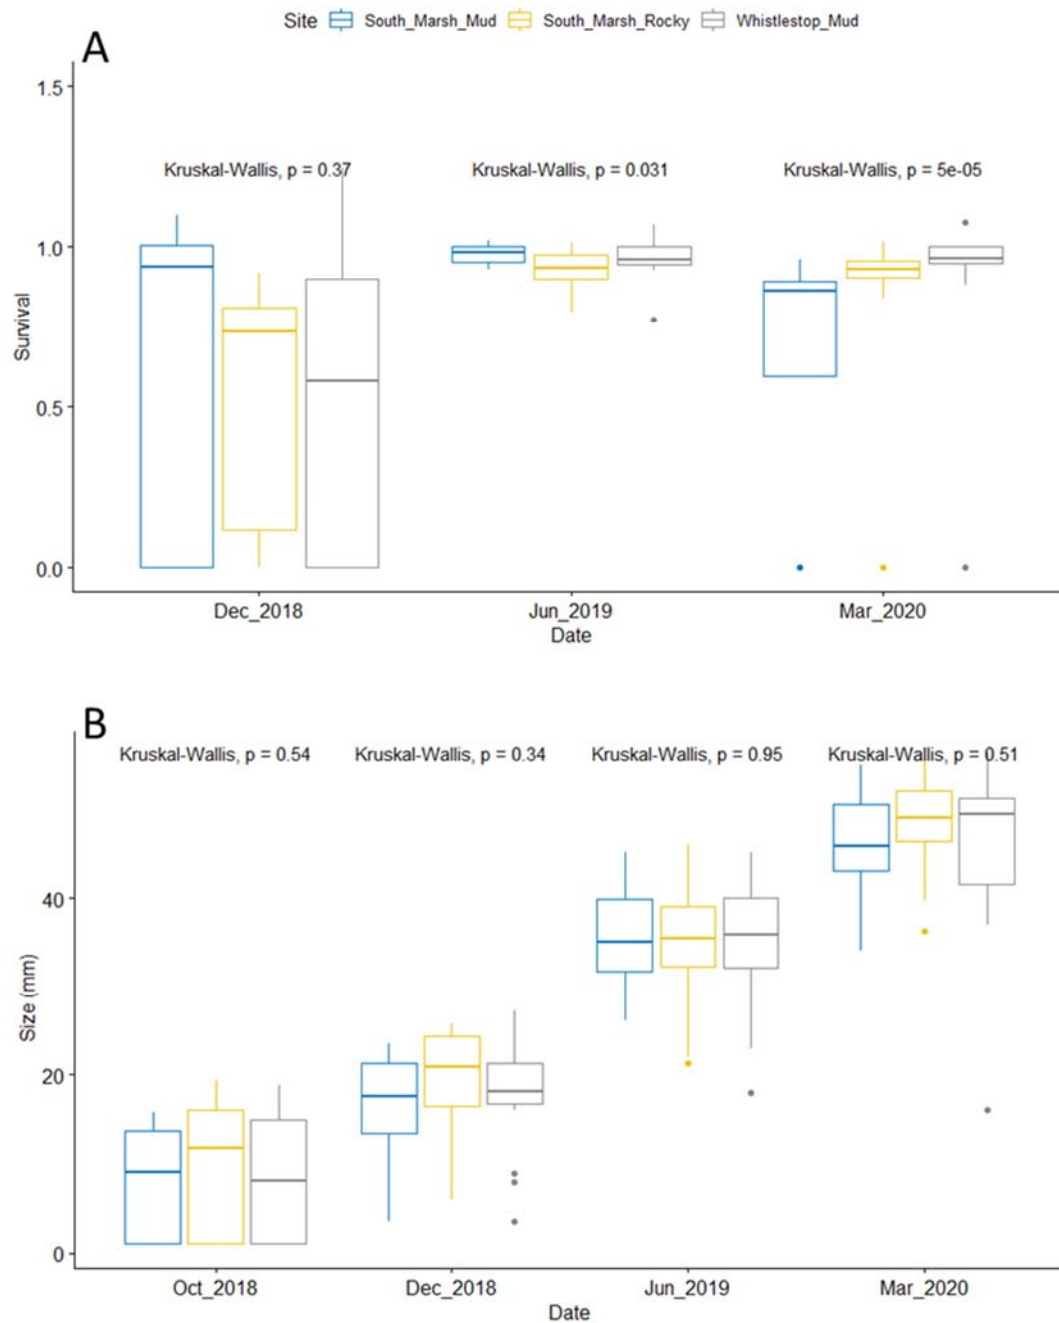 Site South_Marsh_Mud South_Marsh_Rocky Whistlestop_Mud
A
1.5
Kruskal-Wallis, p = 0.37 Kruskal-Wallis, p = 0.031 Kruskal-Wallis, p = 5e-05
1.0
Survival
0.5
0.0
Dec_2018 Jun_2019 Mar_2020
Date
B
Kruskal-Wallis, p = 0.54 Kruskal-Wallis, p = 0.34 Kruskal-Wallis, p = 0.95 Kruskal-Wallis, p = 0.51
40
Size (mm)
20
0
Oct_2018 Dec_2018 Jun_2019 Mar_2020
Date